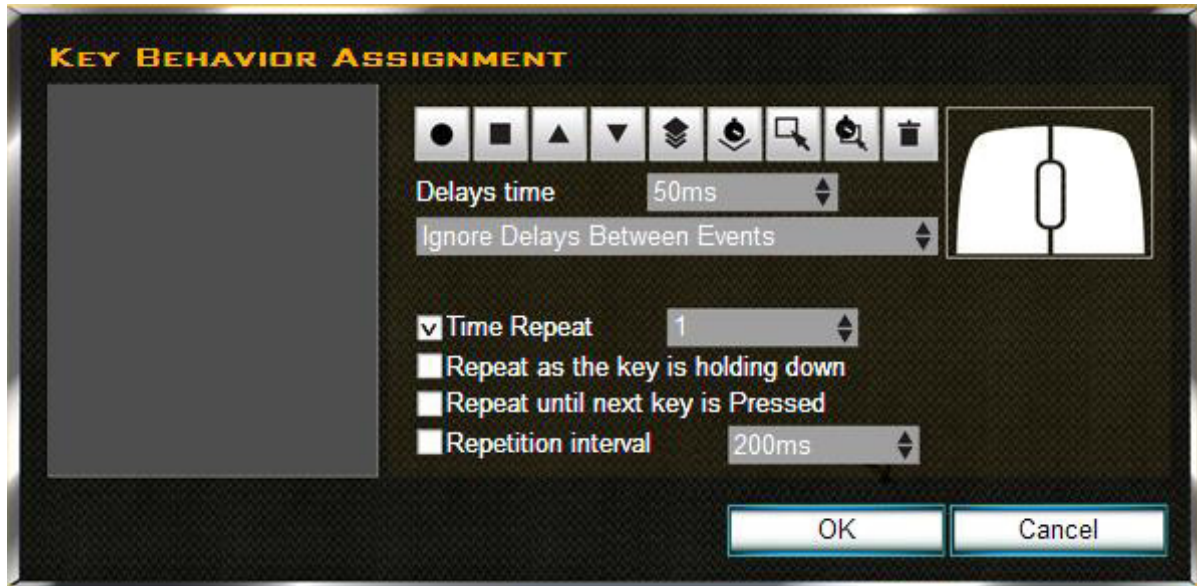 Key Behavior Assignment
Delays time 50ms
Ignore Delays Between Events
Time Repeat 1
Repeat as the key is holding down
Repeat until next key is Pressed
Repetition interval 200ms
OK Cancel